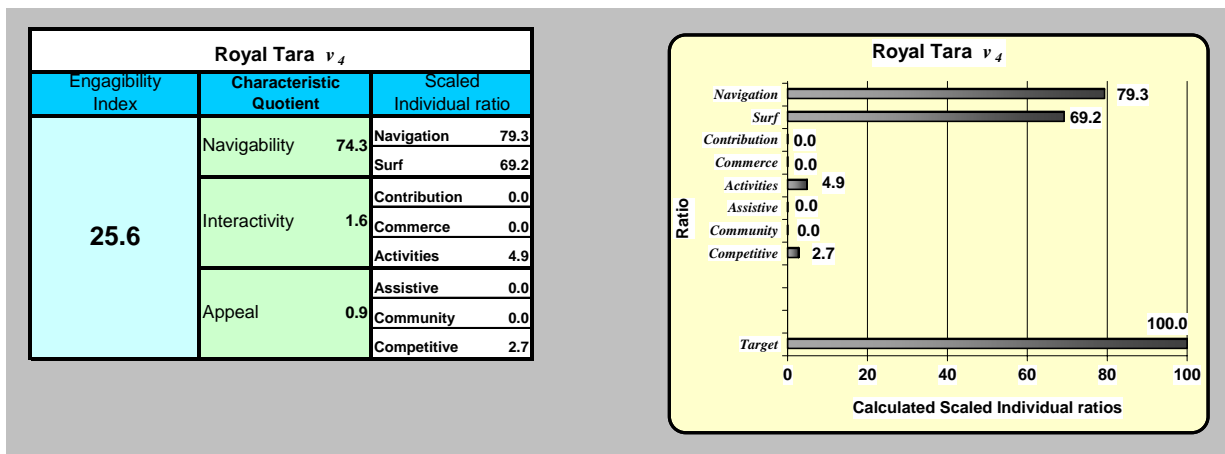 Royal Tara v 4
Engagibility Index
Characteristic Quotient
Scaled Individual ratio
25.6
Navigability 74.3
Navigation 79.3
Surf 69.2
Interactivity 1.6
Contribution 0.0
Commerce 0.0
Activities 4.9
Appeal 0.9
Assistive 0.0
Community 0.0
Competitive 2.7
Royal Tara v 4
Ratio
Navigation 79.3
Surf 69.2
Contribution 0.0
Commerce 0.0
Activities 4.9
Assistive 0.0
Community 0.0
Competitive 2.7
Target 100.0
0 20 40 60 80 100
Calculated Scaled Individual ratios